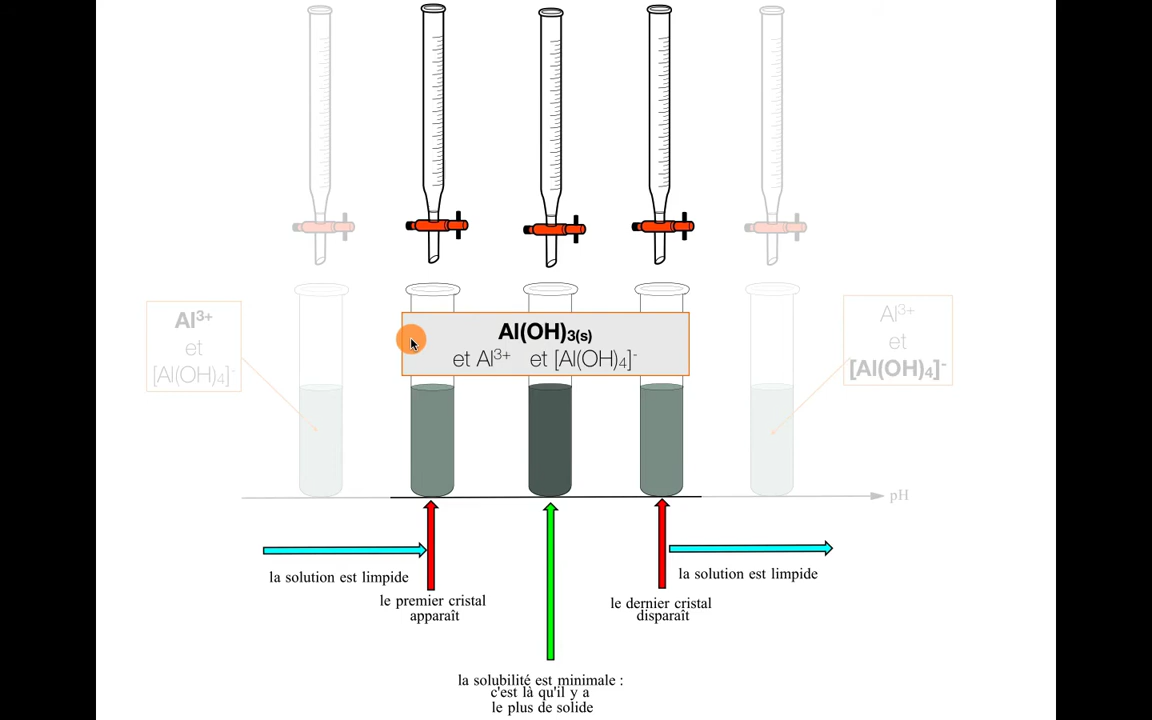 Al³⁺
et
[Al(OH)₄]⁻
Al(OH)₃(s)
et Al³⁺ et [Al(OH)₄]⁻
Al³⁺
et
[Al(OH)₄]⁻
pH
la solution est limpide
le premier cristal
apparaît
la solution est limpide
le dernier cristal
disparaît
la solubilité est minimale :
c'est là qu'il y a
le plus de solide